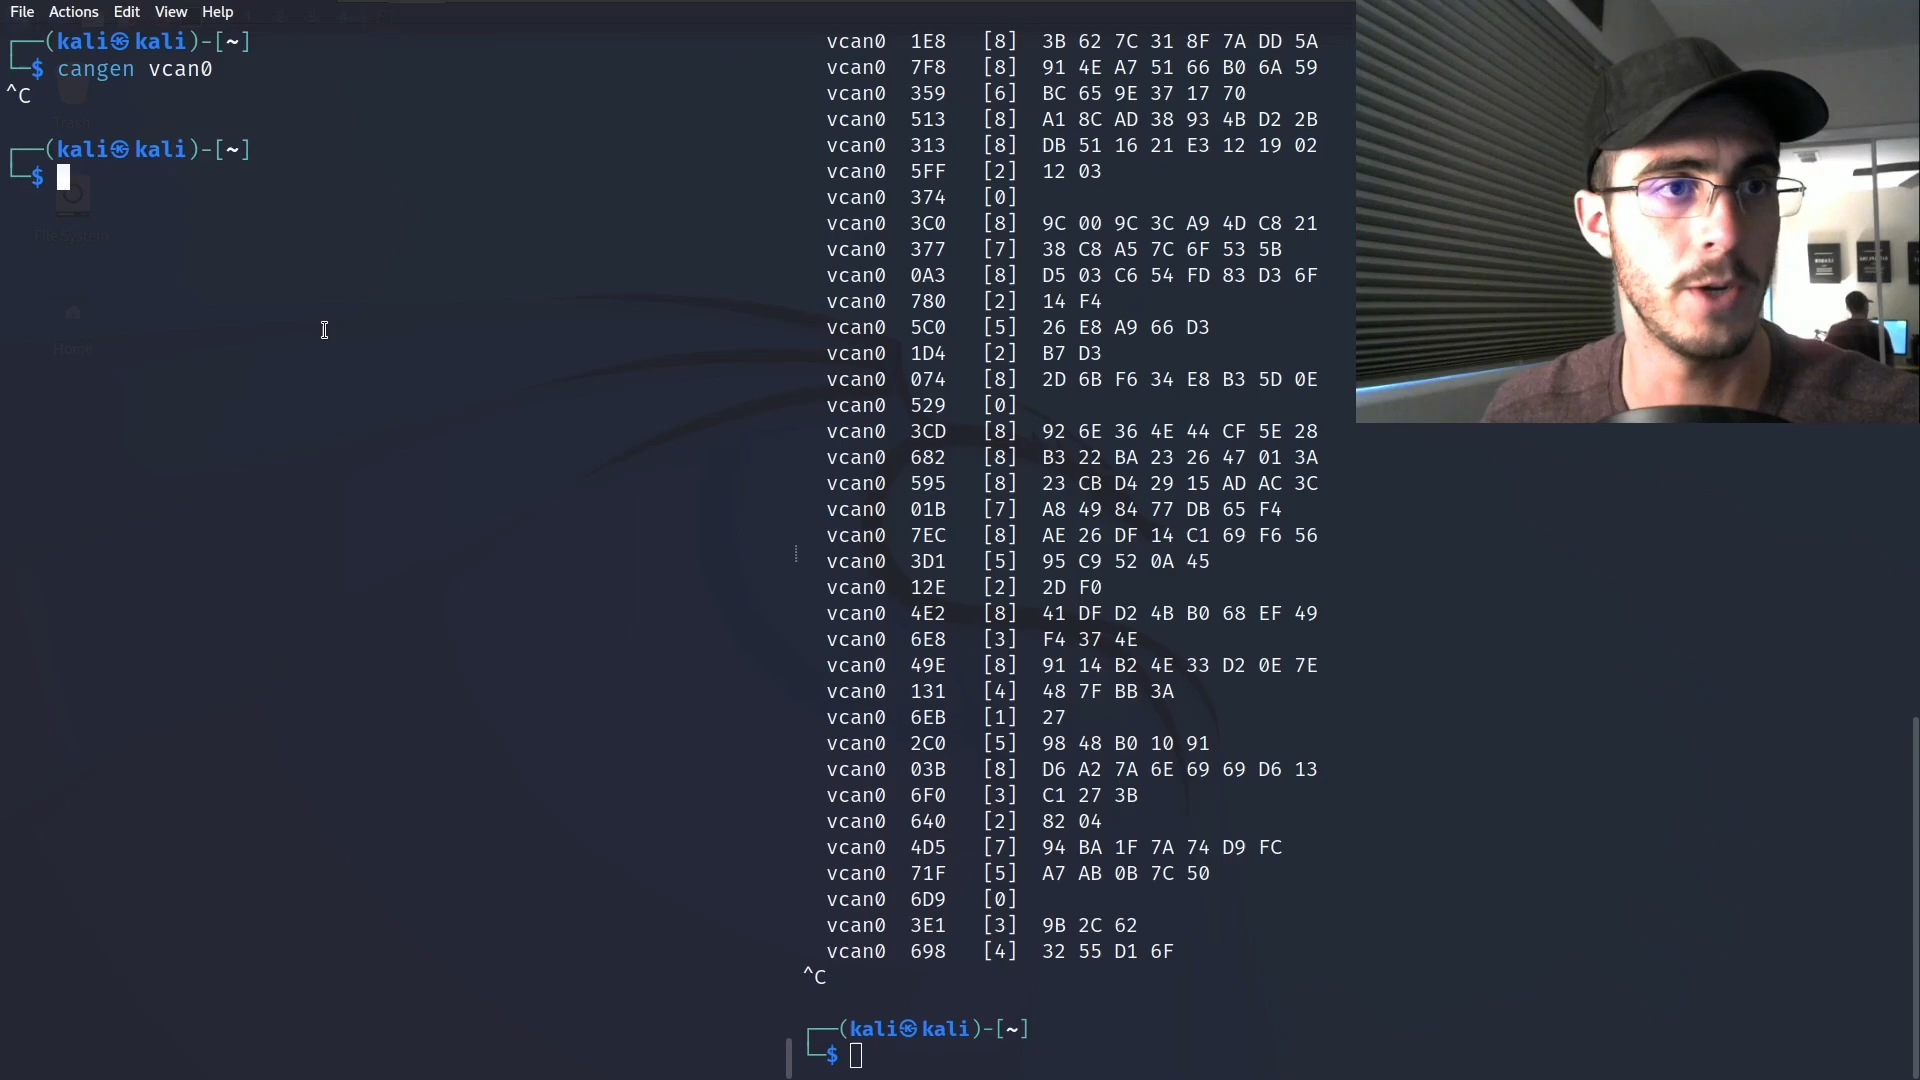 File Actions Edit View Help
┌──(kali㉿kali)-[~]
└─$ cangen vcan0
^C
┌──(kali㉿kali)-[~]
└─$
Trash
File System
Home
vcan0 1E8 [8] 3B 62 7C 31 8F 7A DD 5A
vcan0 7F8 [8] 91 4E A7 51 66 B0 6A 59
vcan0 359 [6] BC 65 9E 37 17 70
vcan0 513 [8] A1 8C AD 38 93 4B D2 2B
vcan0 313 [8] DB 51 16 21 E3 12 19 02
vcan0 5FF [2] 12 03
vcan0 374 [0]
vcan0 3C0 [8] 9C 00 9C 3C A9 4D C8 21
vcan0 377 [7] 38 C8 A5 7C 6F 53 5B
vcan0 0A3 [8] D5 03 C6 54 FD 83 D3 6F
vcan0 780 [2] 14 F4
vcan0 5C0 [5] 26 E8 A9 66 D3
vcan0 1D4 [2] B7 D3
vcan0 074 [8] 2D 6B F6 34 E8 B3 5D 0E
vcan0 529 [0]
vcan0 3CD [8] 92 6E 36 4E 44 CF 5E 28
vcan0 682 [8] B3 22 BA 23 26 47 01 3A
vcan0 595 [8] 23 CB D4 29 15 AD AC 3C
vcan0 01B [7] A8 49 84 77 DB 65 F4
vcan0 7EC [8] AE 26 DF 14 C1 69 F6 56
vcan0 3D1 [5] 95 C9 52 0A 45
vcan0 12E [2] 2D F0
vcan0 4E2 [8] 41 DF D2 4B B0 68 EF 49
vcan0 6E8 [3] F4 37 4E
vcan0 49E [8] 91 14 B2 4E 33 D2 0E 7E
vcan0 131 [4] 48 7F BB 3A
vcan0 6EB [1] 27
vcan0 2C0 [5] 98 48 B0 10 91
vcan0 03B [8] D6 A2 7A 6E 69 69 D6 13
vcan0 6F0 [3] C1 27 3B
vcan0 640 [2] 82 04
vcan0 4D5 [7] 94 BA 1F 7A 74 D9 FC
vcan0 71F [5] A7 AB 0B 7C 50
vcan0 6D9 [0]
vcan0 3E1 [3] 9B 2C 62
vcan0 698 [4] 32 55 D1 6F
^C
┌──(kali㉿kali)-[~]
└─$